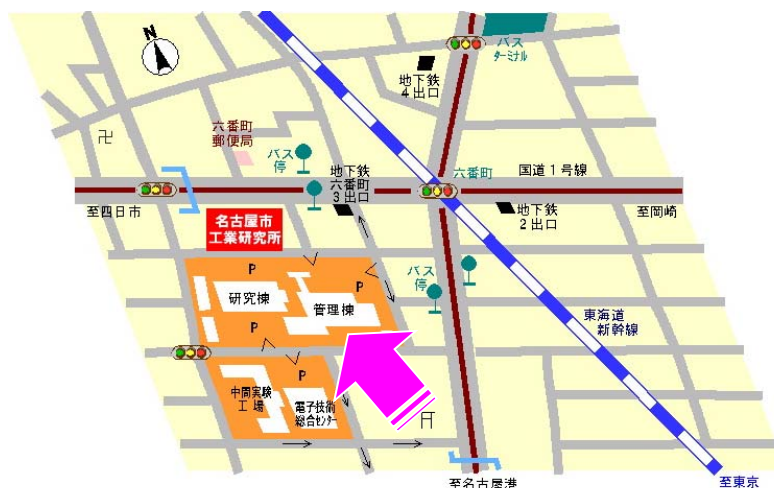 バス
ターミナル
地下鉄
4出口
六番町
郵便局
バス
停
地下鉄
六番町
3出口
六番町
国道1号線
至四日市
地下鉄
2出口
至岡崎
名古屋市
工業研究所
P
P
研究棟
管理棟
バス
停
東海道
新幹線
P
P
中間実験
工場
電子技術
総合センター
至名古屋港
至東京